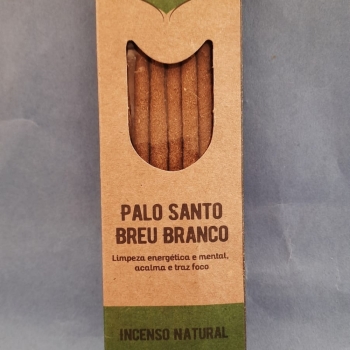 PALO SANTO
BREU BRANCO
Limpeza energética e mental,
acalma e traz foco
INCENSO NATURAL